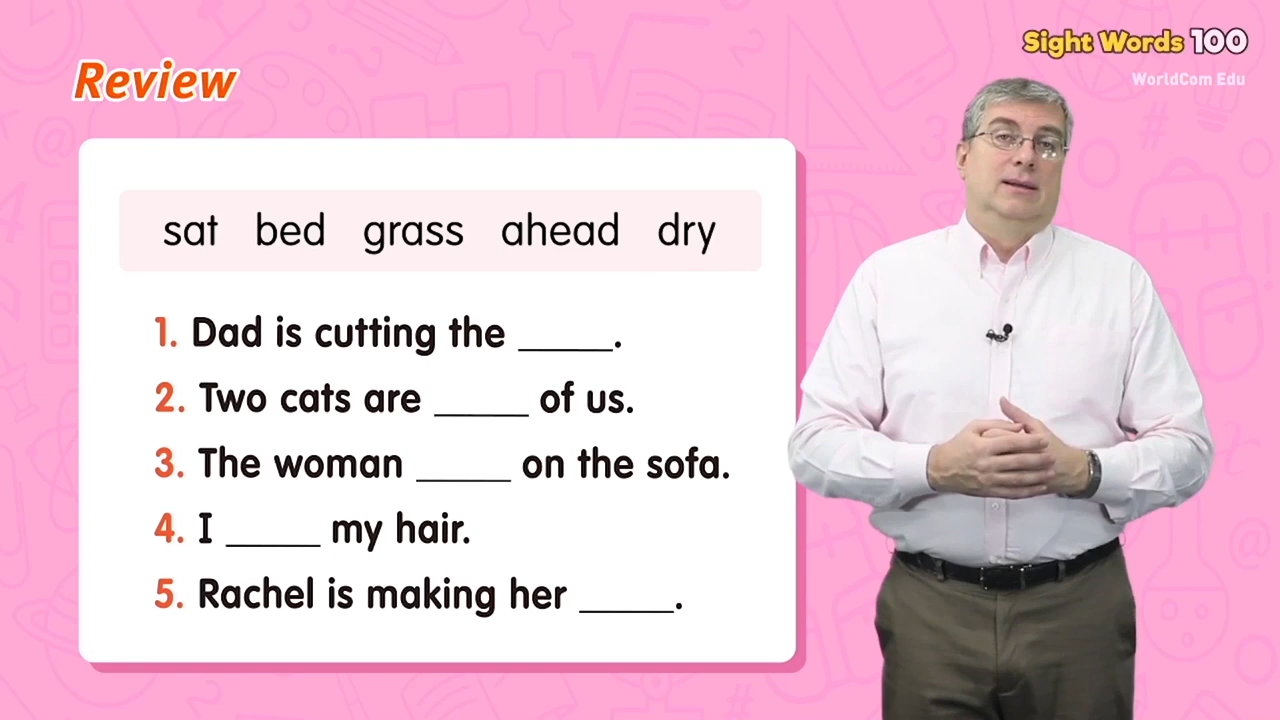 Sight Words 100
WorldCom Edu
Review
sat bed grass ahead dry
1. Dad is cutting the _____.
2. Two cats are _____ of us.
3. The woman _____ on the sofa.
4. I _____ my hair.
5. Rachel is making her _____.